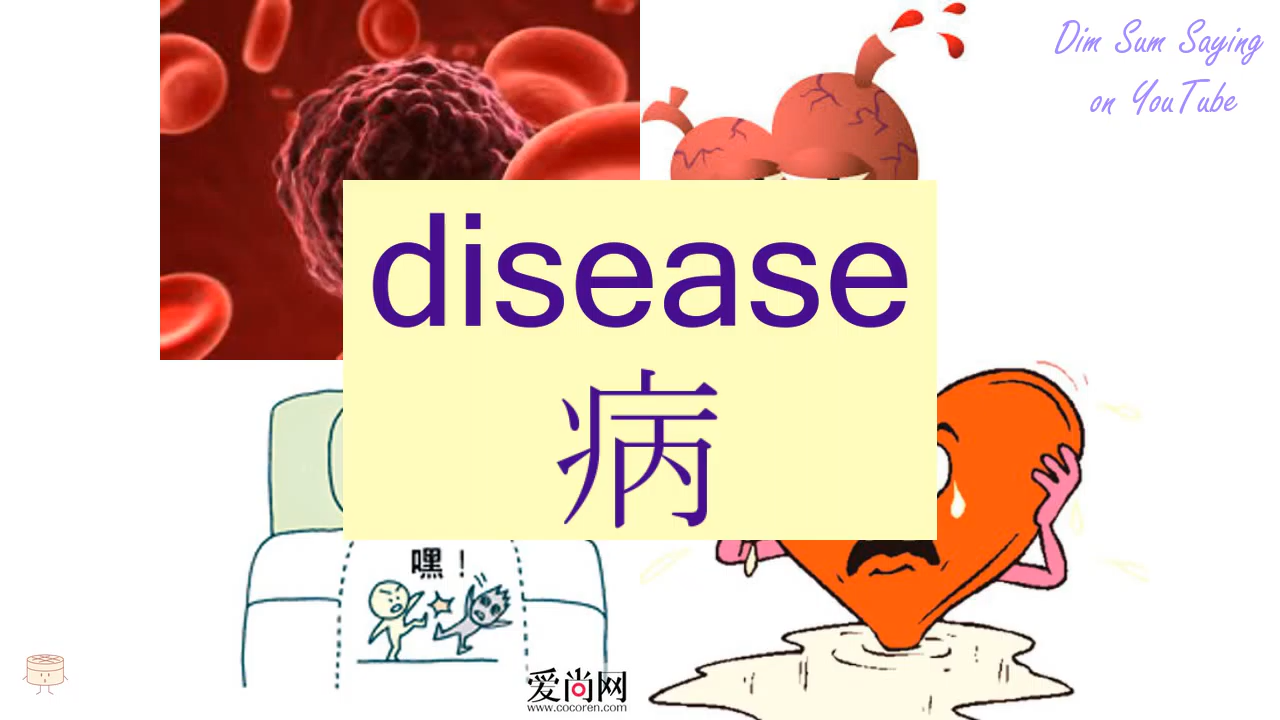 Dim Sum Saying
on YouTube
disease
病
嘿！
爱尚网
www.cocoren.com